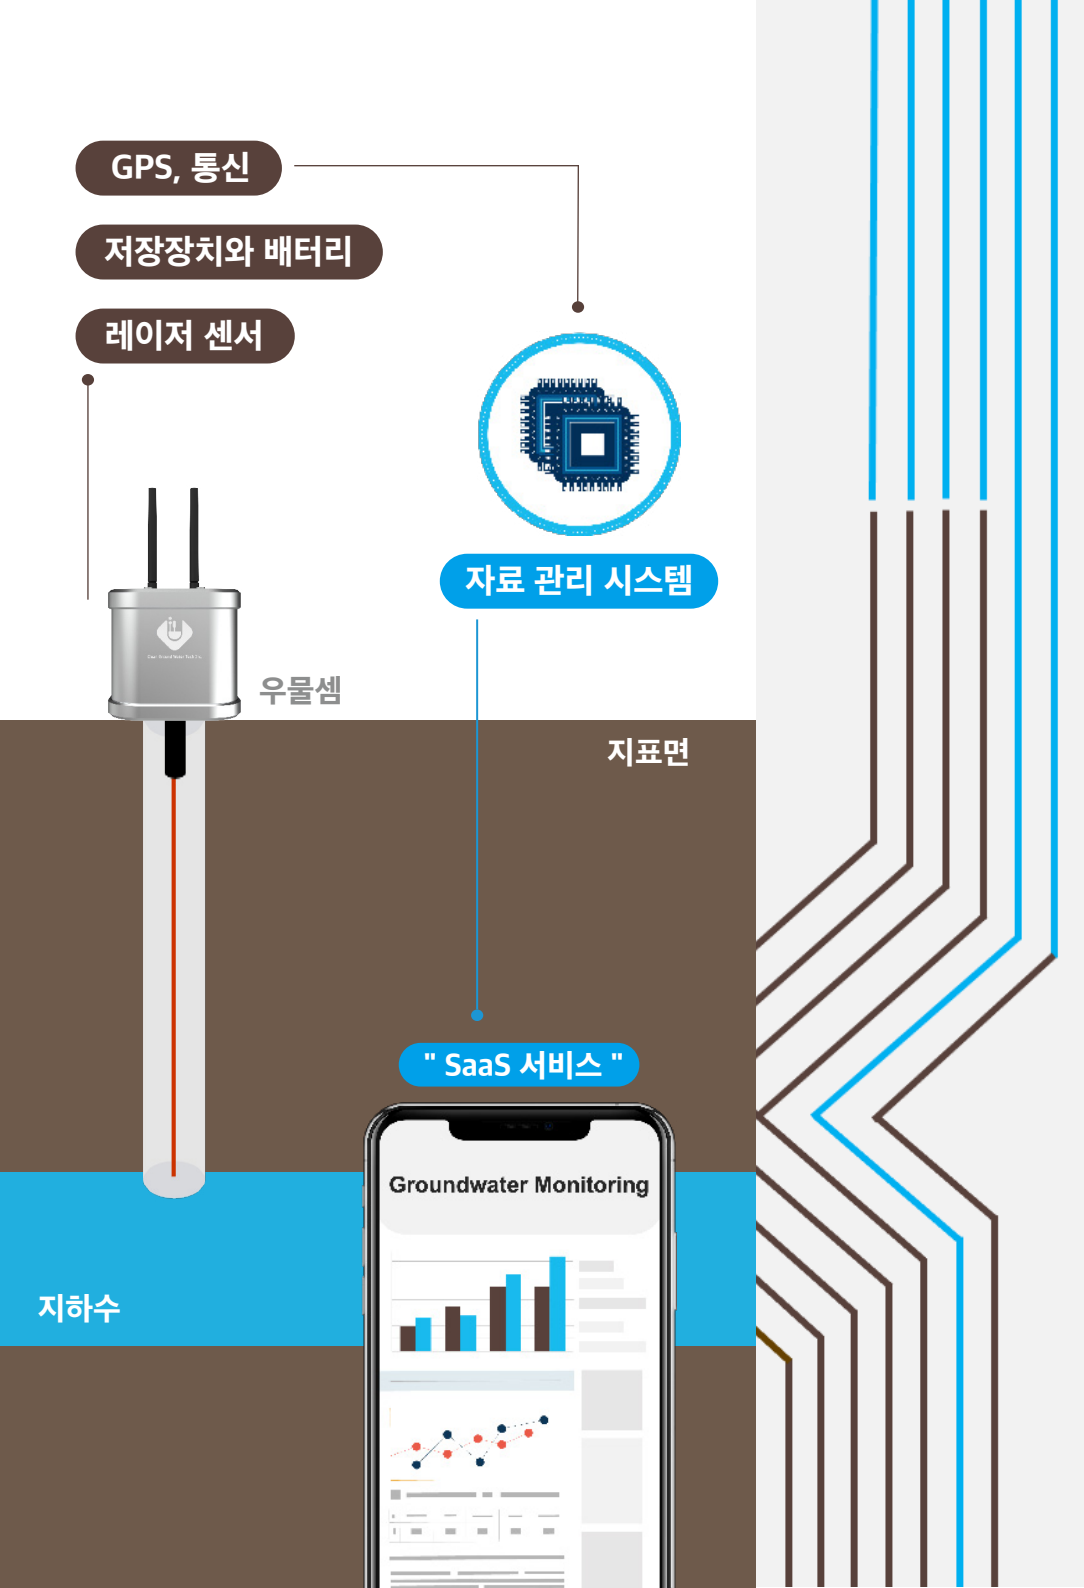 GPS, 통신
저장장치와 배터리
레이저 센서
자료 관리 시스템
우물셈
지표면
" SaaS 서비스 "
Groundwater Monitoring
지하수